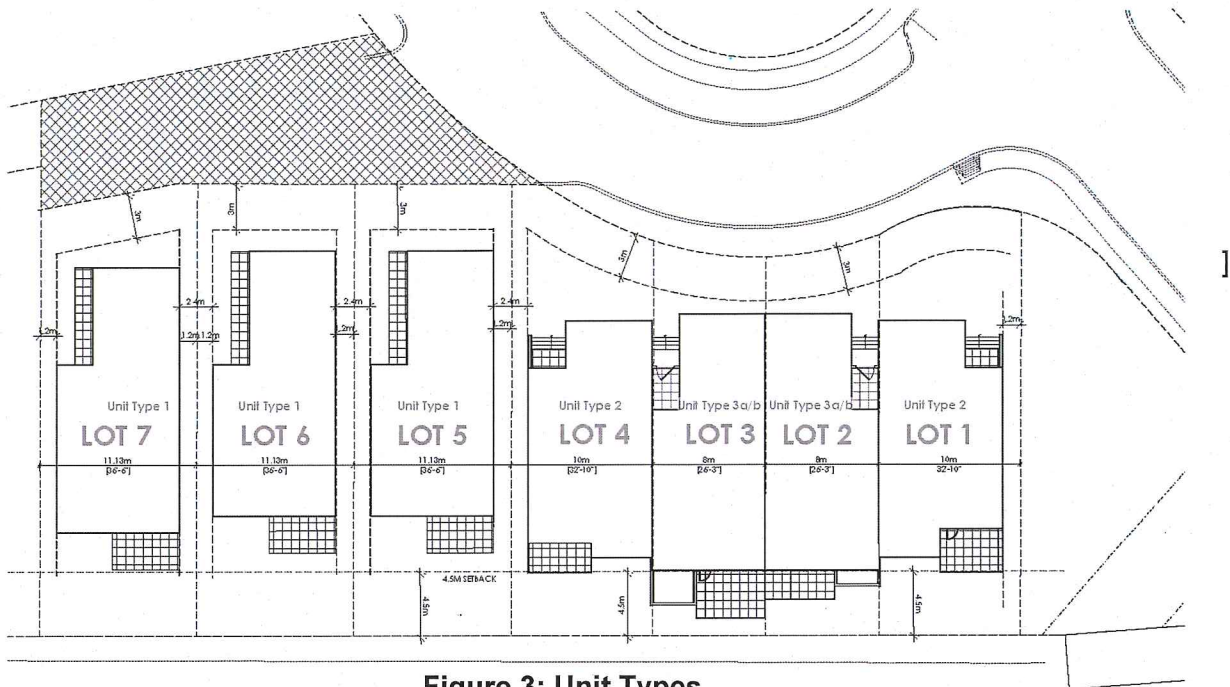 3m
3m
3m
3m
3m
2.4m
2.4m
2.4m
1.2m
1.2m
1.2m
1.2m
1.2m
1.2m
]
Unit Type 1
LOT 7
11.13m
[36'-6"]
Unit Type 1
LOT 6
11.13m
[36'-6"]
Unit Type 1
LOT 5
11.13m
[36'-6"]
Unit Type 2
LOT 4
10m
[32'-10"]
Unit Type 3a/b
LOT 3
8m
[26'-3"]
Unit Type 3a/b
LOT 2
8m
[26'-3"]
Unit Type 2
LOT 1
10m
32'-10"
4.5M SETBACK
4.5m
4.5m
4.5m
Figure 3: Unit Types